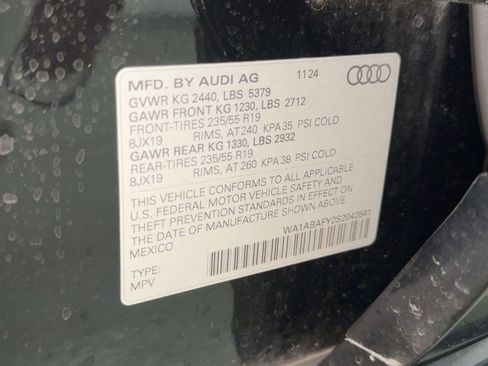 MFD. BY AUDI AG 11 24
GVWR KG 2440, LBS 5379
GAWR FRONT KG 1230, LBS 2712
FRONT-TIRES 235/55 R19
8JX19 RIMS, AT 240 KPA 35 PSI COLD
GAWR REAR KG 1330, LBS 2932
REAR-TIRES 235/55 R19
8JX19 RIMS, AT 260 KPA 38 PSI COLD
THIS VEHICLE CONFORMS TO ALL APPLICABLE
U.S. FEDERAL MOTOR VEHICLE SAFETY AND
THEFT PREVENTION STANDARDS IN EFFECT ON
DATE OF MANUFACTURE SHOWN ABOVE.
MEXICO
WA1ABAFY0S2042641
TYPE:
MPV